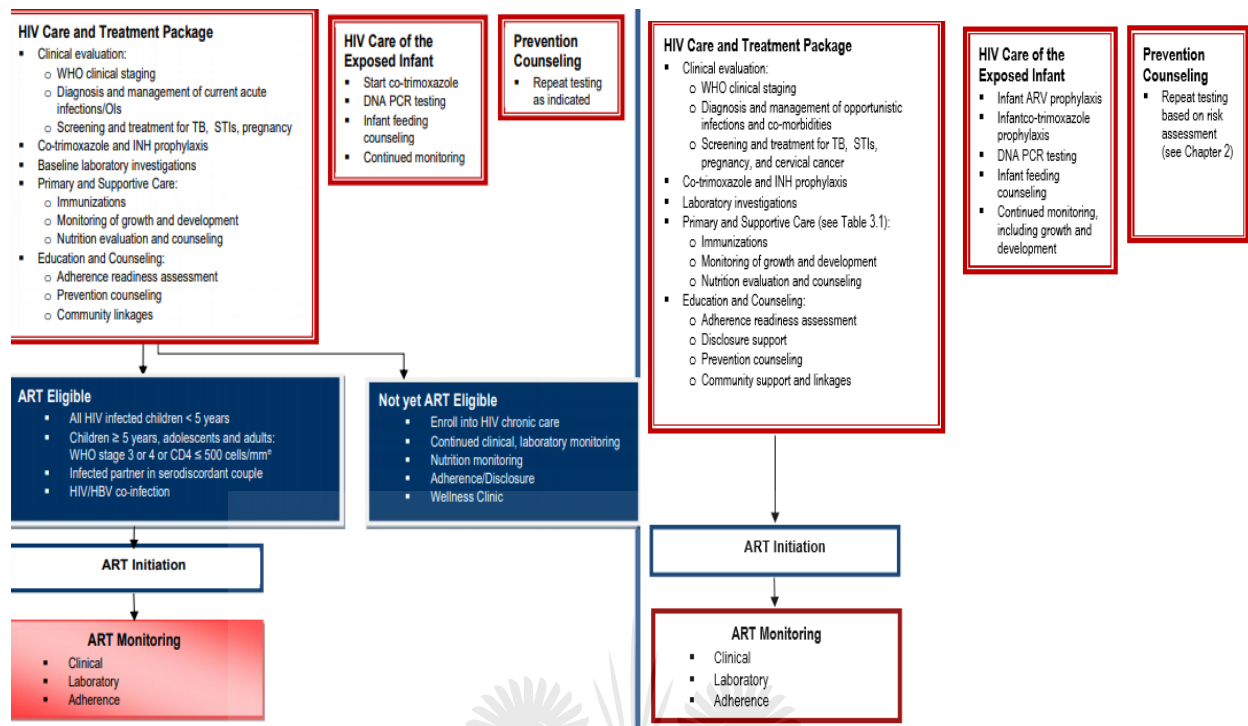 HIV Care and Treatment Package
▪ Clinical evaluation:
o WHO clinical staging
o Diagnosis and management of current acute
infections/OIs
o Screening and treatment for TB, STIs, pregnancy
▪ Co-trimoxazole and INH prophylaxis
▪ Baseline laboratory investigations
▪ Primary and Supportive Care:
o Immunizations
o Monitoring of growth and development
o Nutrition evaluation and counseling
▪ Education and Counseling:
o Adherence readiness assessment
o Prevention counseling
o Community linkages
HIV Care of the
Exposed Infant
▪ Start co-trimoxazole
▪ DNA PCR testing
▪ Infant feeding
counseling
▪ Continued monitoring
Prevention
Counseling
▪ Repeat testing
as indicated
ART Eligible
▪ All HIV infected children < 5 years
▪ Children ≥ 5 years, adolescents and adults:
WHO stage 3 or 4 or CD4 ≤ 500 cells/mm³
▪ Infected partner in serodiscordant couple
▪ HIV/HBV co-infection
Not yet ART Eligible
▪ Enroll into HIV chronic care
▪ Continued clinical, laboratory monitoring
▪ Nutrition monitoring
▪ Adherence/Disclosure
▪ Wellness Clinic
ART Initiation
ART Monitoring
▪ Clinical
▪ Laboratory
▪ Adherence
HIV Care and Treatment Package
▪ Clinical evaluation:
o WHO clinical staging
o Diagnosis and management of opportunistic
infections and co-morbidities
o Screening and treatment for TB, STIs,
pregnancy, and cervical cancer
▪ Co-trimoxazole and INH prophylaxis
▪ Laboratory investigations
▪ Primary and Supportive Care (see Table 3.1):
o Immunizations
o Monitoring of growth and development
o Nutrition evaluation and counseling
▪ Education and Counseling:
o Adherence readiness assessment
o Disclosure support
o Prevention counseling
o Community support and linkages
HIV Care of the
Exposed Infant
▪ Infant ARV prophylaxis
▪ Infantco-trimoxazole
prophylaxis
▪ DNA PCR testing
▪ Infant feeding
counseling
▪ Continued monitoring,
including growth and
development
Prevention
Counseling
▪ Repeat testing
based on risk
assessment
(see Chapter 2)
ART Initiation
ART Monitoring
▪ Clinical
▪ Laboratory
▪ Adherence